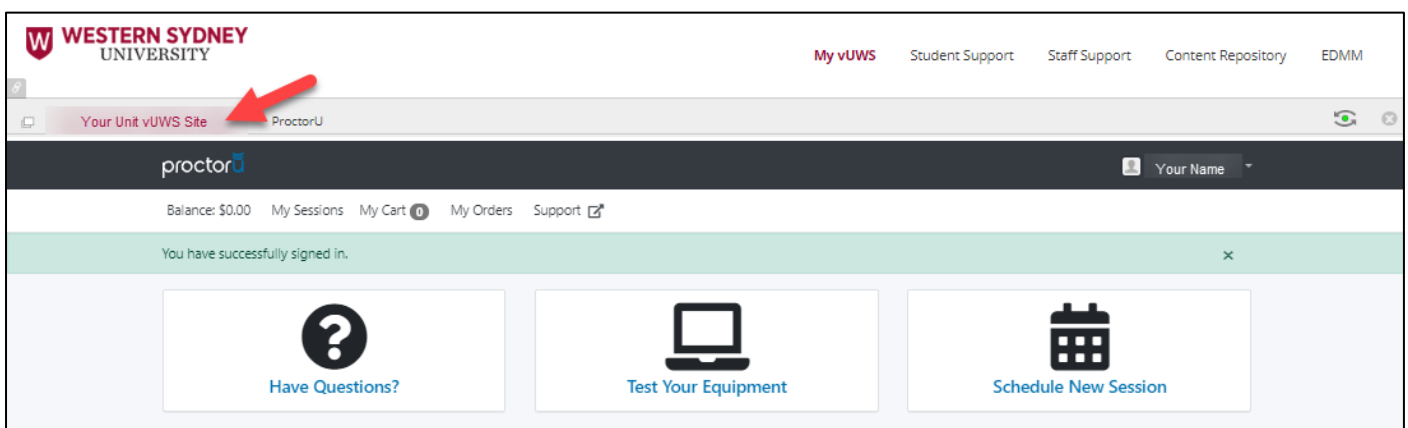 W WESTERN SYDNEY
UNIVERSITY
My vUWS Student Support Staff Support Content Repository EDMM
Your Unit vUWS Site ProctorU
proctorU Your Name
Balance: $0.00 My Sessions My Cart 0 My Orders Support
You have successfully signed in. ×
Have Questions? Test Your Equipment Schedule New Session